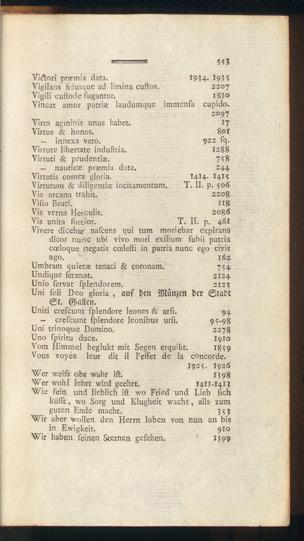 553
Victori præmia data. 1934. 1935
Vigilans fidusque ad limina custos. 2207
Vigili custode fugantur. 1810
Vincat amor patriæ laudumque immensa cupido.
2097
Vires agminis unus habet. 17
Virtus & honos. 801
— innexa vero. 922 sq.
Virtute libertate industria. 1288
Virtuti & prudentiæ. 758
— nauticæ præmia data. 244
Virtutis comes gloria. 1414. 1415
Virtutum & diligentiæ incitamentum. T. II. p. 506
Vis arcana trahit. 2208
Visio Beati. 118
Vis verna Herculis. 2086
Vis unita fortior. T. II. p. 461
Vivere dicebar nascens qui tum moriebar expirans
dicor nunc ubi vivo mori exilium subii patria
cœloque negatis cœlesti in patria nunc ego civis
ago. 162
Umbram quietæ tenaci & coronam. 754
Undique serenat. 2124
Unio servat splendorem. 2123
Uni soli Deo gloria, auf den Münzen der Stadt
St. Gallen.
Uniti crescunt splendore leones & ursi. 94
— crescunt splendore leonibus ursi. 95-98
Uni trinoque Domino. 2278
Uno spiritu duce. 1910
Vom Himmel beglukt mit Segen erquikt. 1859
Vous voyés leur dit il l'effet de la concorde.
1925. 1926
Wer weiss obs wahr ist. 1398
Wer wohl lehrt wird geehrt. 1411-1413
Wie fein und lieblich ist wo Fried und Lieb sich
küsst, wo Sorg und Klugheit wacht, alls zum
guten Ende macht. 353
Wir aber wollen den Herrn loben von nun an bis
in Ewigkeit. 910
Wir haben seinen Sternen gesehen. 1399